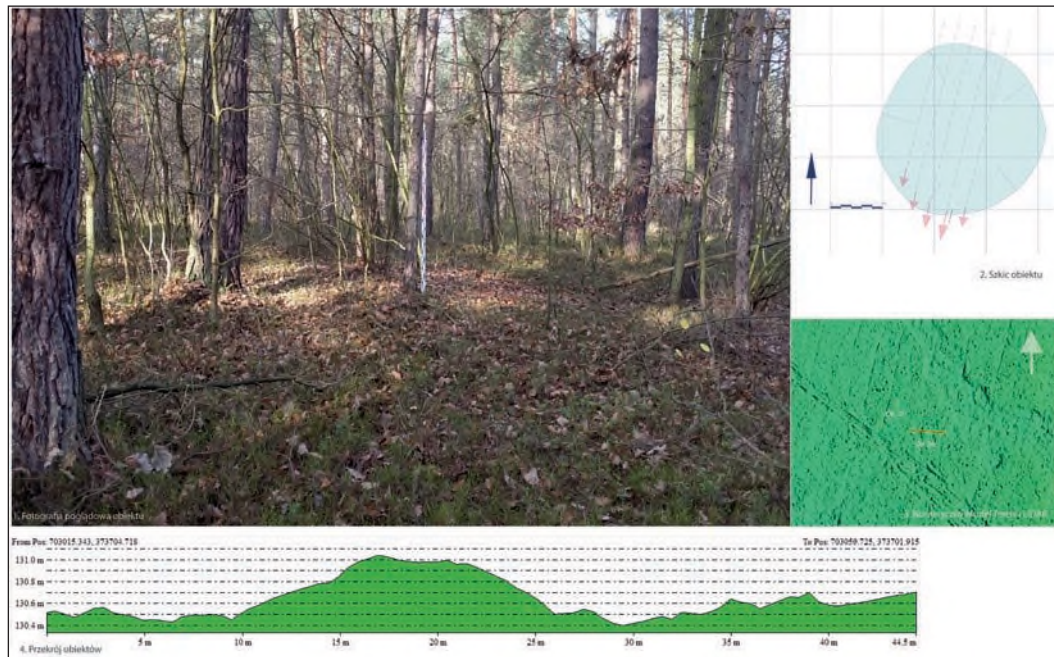 1. Fotografia poglądowa obiektu
2. Szkic obiektu
From Pos: 703015.343, 373704.718
To Pos: 703059.725, 373701.915
131.0 m
130.8 m
130.6 m
130.4 m
5 m
10 m
15 m
20 m
25 m
30 m
35 m
40 m
44.5 m
4. Przekrój obiektów